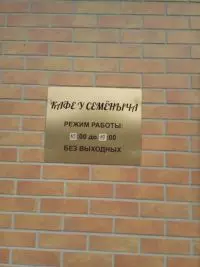 КАФЕ У СЕМЁНЫЧА
РЕЖИМ РАБОТЫ:
:00 до :00
БЕЗ ВЫХОДНЫХ